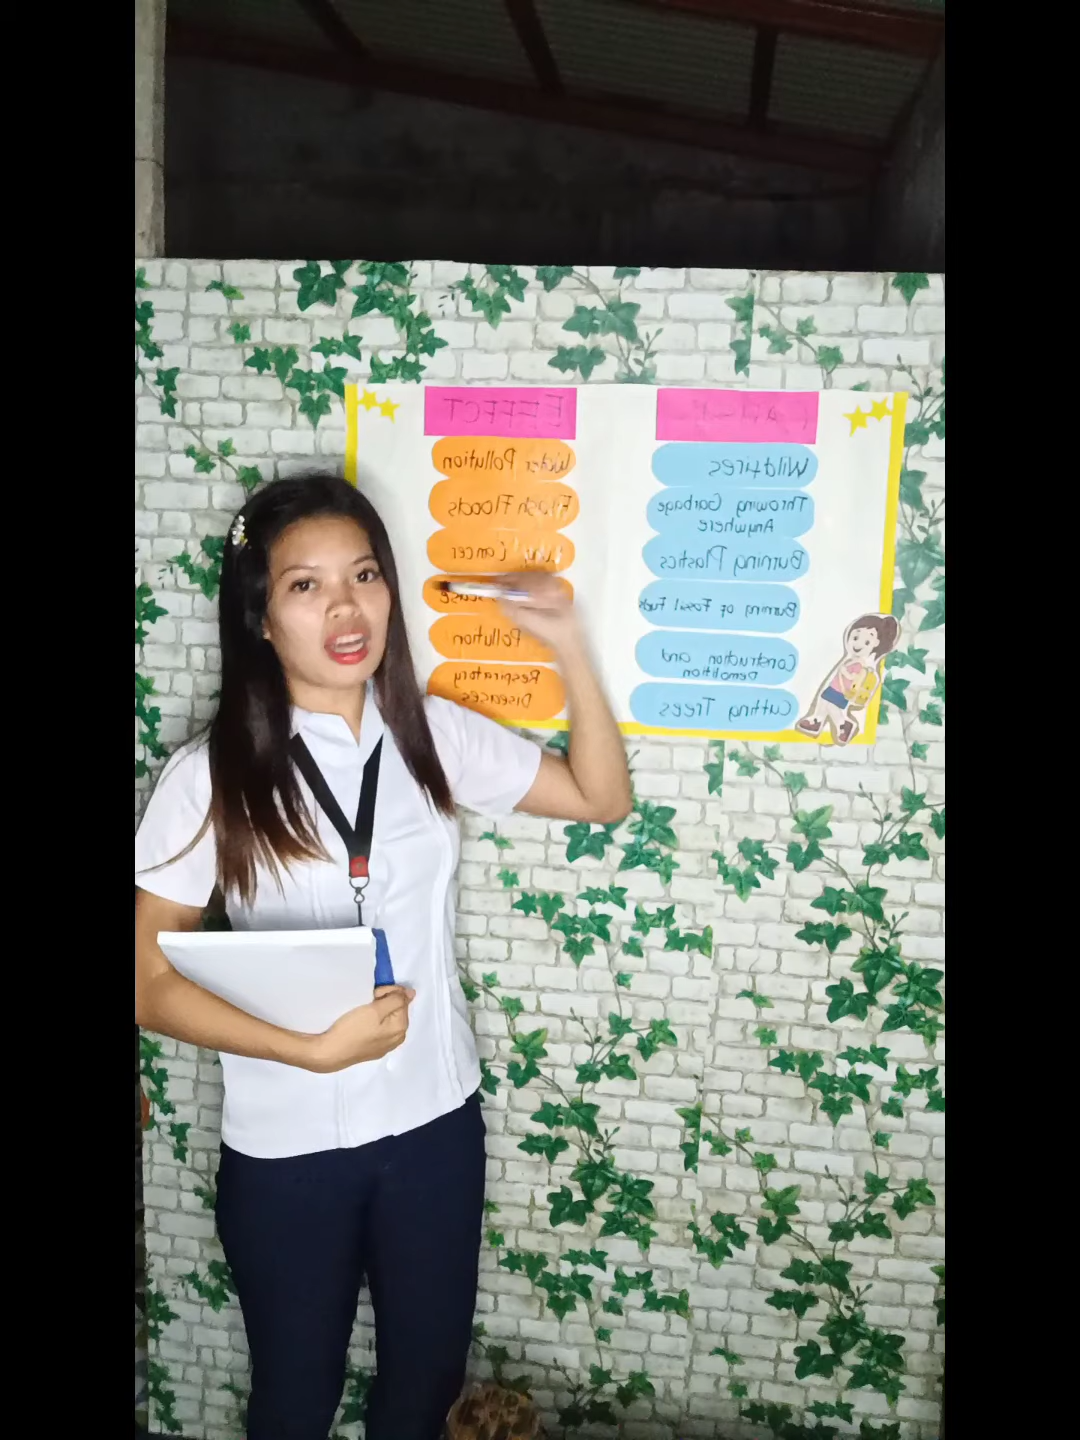 CAUSE
Wildfires
Throwing Garbage
Anywhere
Burning Plastics
Burning of Fossil Fuels
Construction and
Demolition
Cutting Trees
EFFECT
Water Pollution
Flash Floods
Lung Cancer
Pollution
Respiratory
Diseases